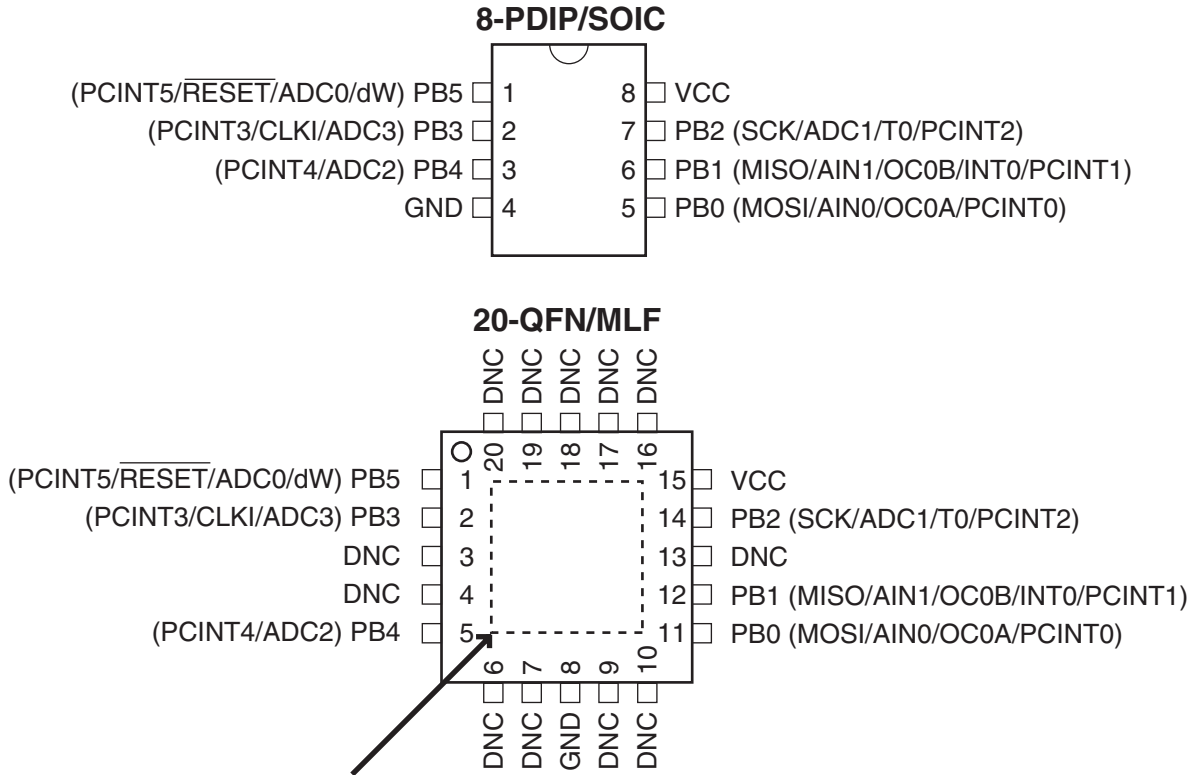 8-PDIP/SOIC
(PCINT5/RESET/ADC0/dW) PB5 1 8 VCC
(PCINT3/CLKI/ADC3) PB3 2 7 PB2 (SCK/ADC1/T0/PCINT2)
(PCINT4/ADC2) PB4 3 6 PB1 (MISO/AIN1/OC0B/INT0/PCINT1)
GND 4 5 PB0 (MOSI/AIN0/OC0A/PCINT0)
20-QFN/MLF
DNC DNC DNC DNC DNC
20 19 18 17 16
(PCINT5/RESET/ADC0/dW) PB5 1 15 VCC
(PCINT3/CLKI/ADC3) PB3 2 14 PB2 (SCK/ADC1/T0/PCINT2)
DNC 3 13 DNC
DNC 4 12 PB1 (MISO/AIN1/OC0B/INT0/PCINT1)
(PCINT4/ADC2) PB4 5 11 PB0 (MOSI/AIN0/OC0A/PCINT0)
6 7 8 9 10
DNC DNC GND DNC DNC